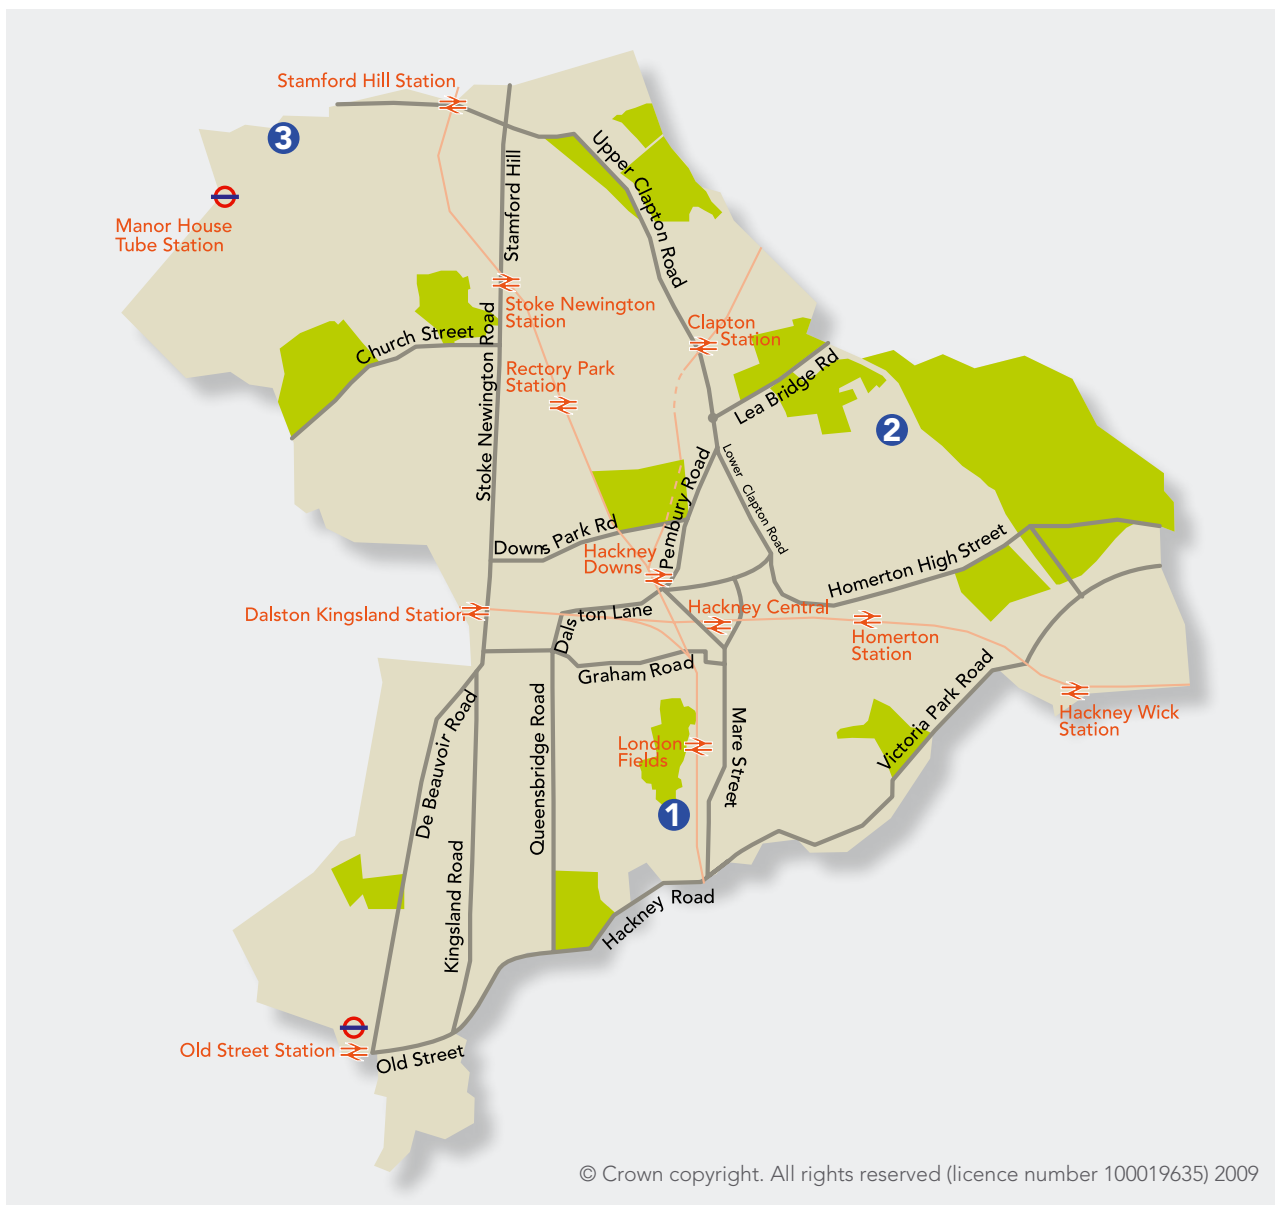 Stamford Hill Station
3
Manor House
Tube Station
Stamford Hill
Upper Clapton Road
Stoke Newington
Station
Church Street
Stoke Newington Road
Clapton
Station
Rectory Park
Station
Lea Bridge Rd
2
Lower Clapton Road
Pembury Road
Downs Park Rd
Hackney
Downs
Homerton High Street
Dalston Kingsland Station
Dalston Lane
Hackney Central
Homerton
Station
Graham Road
Victoria Park Road
Hackney Wick
Station
De Beauvoir Road
Queensbridge Road
Mare Street
London
Fields
1
Kingsland Road
Hackney Road
Old Street Station
Old Street
© Crown copyright. All rights reserved (licence number 100019635) 2009